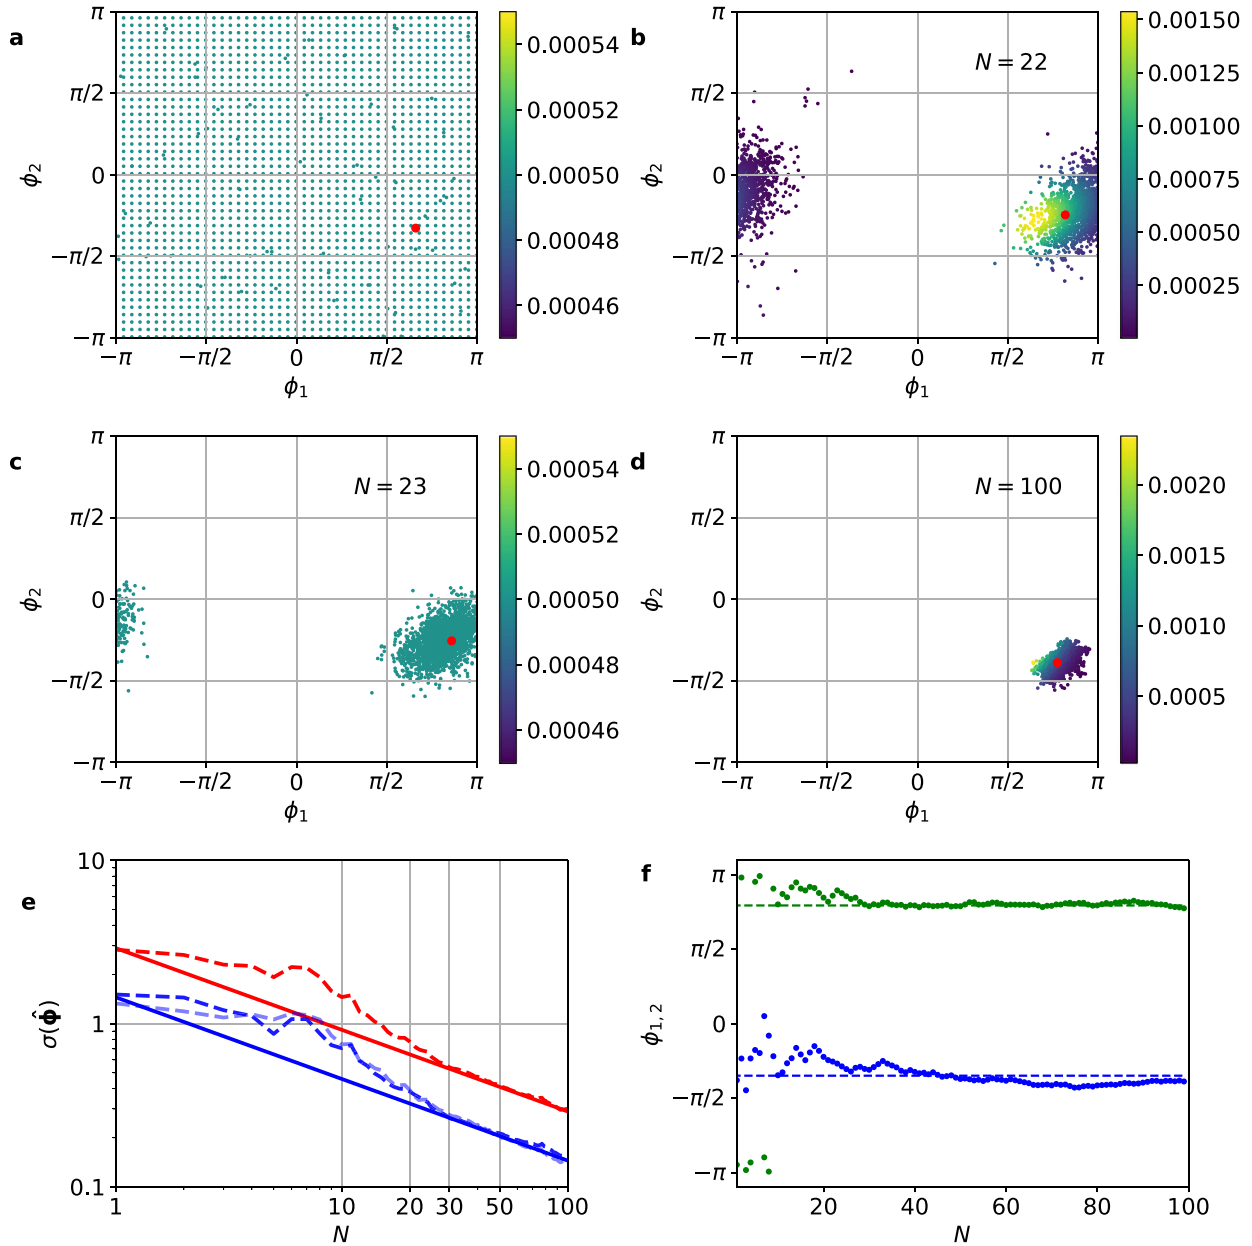 a
π
π/2
0
−π/2
−π
ϕ2
−π
−π/2
0
π/2
π
ϕ1
0.00054
0.00052
0.00050
0.00048
0.00046
b
N = 22
π
π/2
0
−π/2
−π
ϕ2
−π
−π/2
0
π/2
π
ϕ1
0.00150
0.00125
0.00100
0.00075
0.00050
0.00025
c
N = 23
π
π/2
0
−π/2
−π
ϕ2
−π
−π/2
0
π/2
π
ϕ1
0.00054
0.00052
0.00050
0.00048
0.00046
d
N = 100
π
π/2
0
−π/2
−π
ϕ2
−π
−π/2
0
π/2
π
ϕ1
0.0020
0.0015
0.0010
0.0005
e
10
1
0.1
σ(ϕ̂)
1
10
20
30
50
100
N
f
π
π/2
0
−π/2
−π
ϕ1, 2
20
40
60
80
100
N